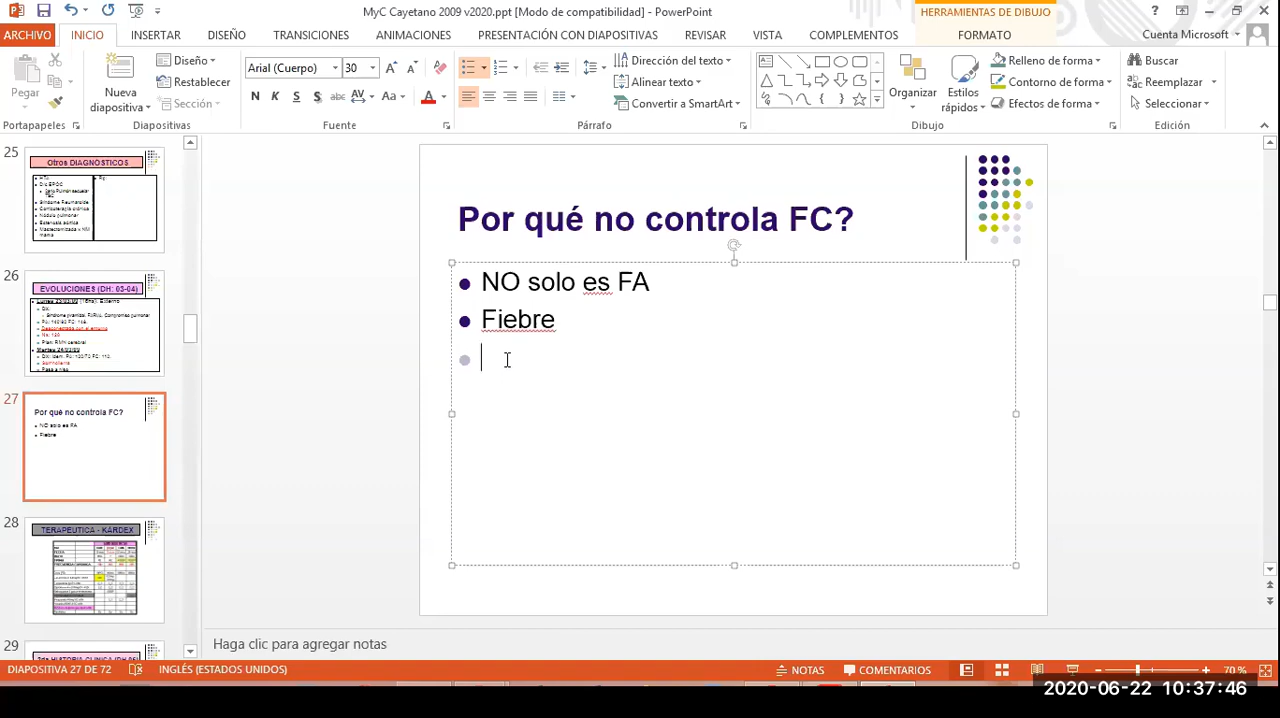 MyC Cayetano 2009 v2020.ppt [Modo de compatibilidad] - PowerPoint
HERRAMIENTAS DE DIBUJO
ARCHIVO INICIO INSERTAR DISEÑO TRANSICIONES ANIMACIONES PRESENTACIÓN CON DIAPOSITIVAS REVISAR VISTA COMPLEMENTOS FORMATO
Cuenta Microsoft
Pegar
Nueva diapositiva
Diseño
Restablecer
Sección
Arial (Cuerpo) 30
N K S S abc AV Aa A
Dirección del texto
Alinear texto
Convertir a SmartArt
Organizar
Estilos rápidos
Relleno de forma
Contorno de forma
Efectos de forma
Buscar
Reemplazar
Seleccionar
Portapapeles Diapositivas Fuente Párrafo Dibujo Edición
25
Otros DIAGNOSTICOS
26
EVOLUCIONES (DH: 03-04)
27
Por qué no controla FC?
NO solo es FA
Fiebre
28
TERAPEUTICA - KARDEX
29
Por qué no controla FC?
NO solo es FA
Fiebre
Haga clic para agregar notas
DIAPOSITIVA 27 DE 72 INGLÉS (ESTADOS UNIDOS) NOTAS COMENTARIOS 70 %
2020-06-22 10:37:46